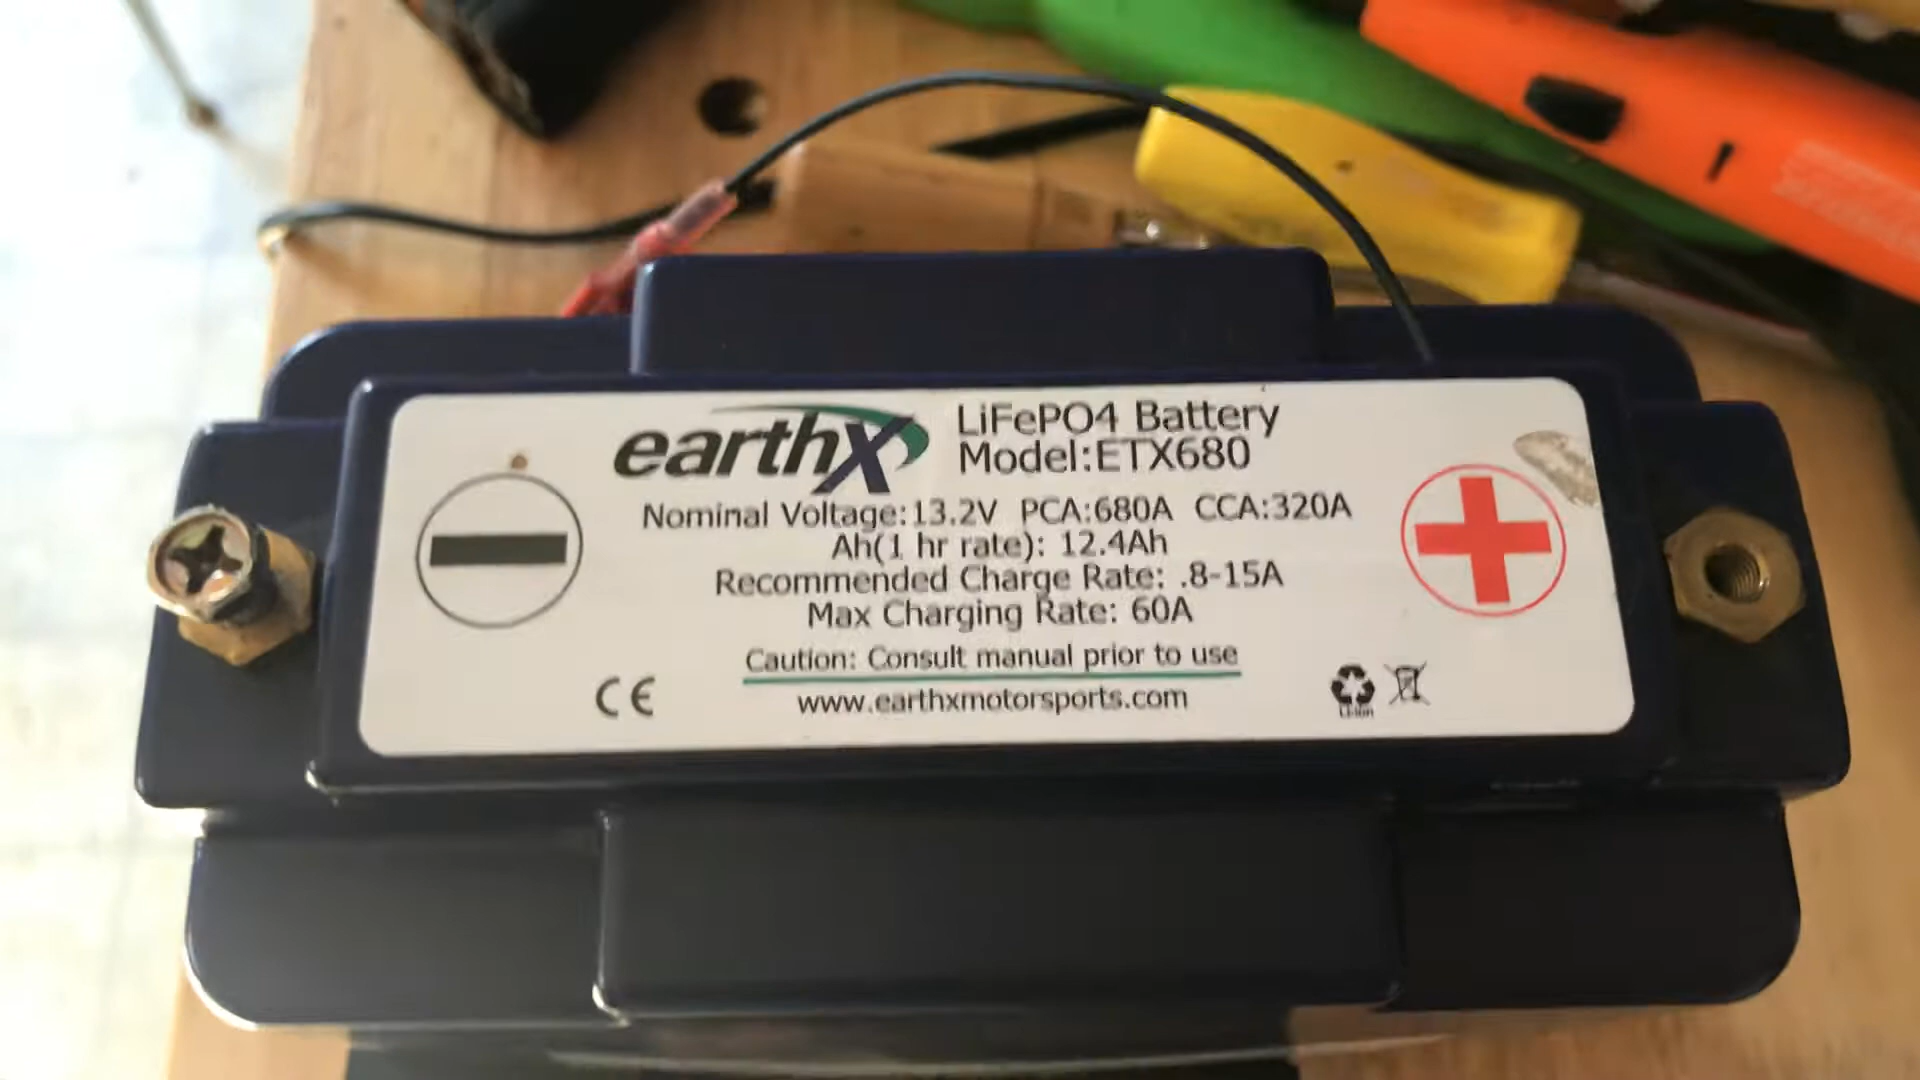 earthX
LiFePO4 Battery
Model:ETX680
Nominal Voltage:13.2V PCA:680A CCA:320A
Ah(1 hr rate): 12.4Ah
Recommended Charge Rate: .8-15A
Max Charging Rate: 60A
Caution: Consult manual prior to use
www.earthxmotorsports.com
CE
Li-ion